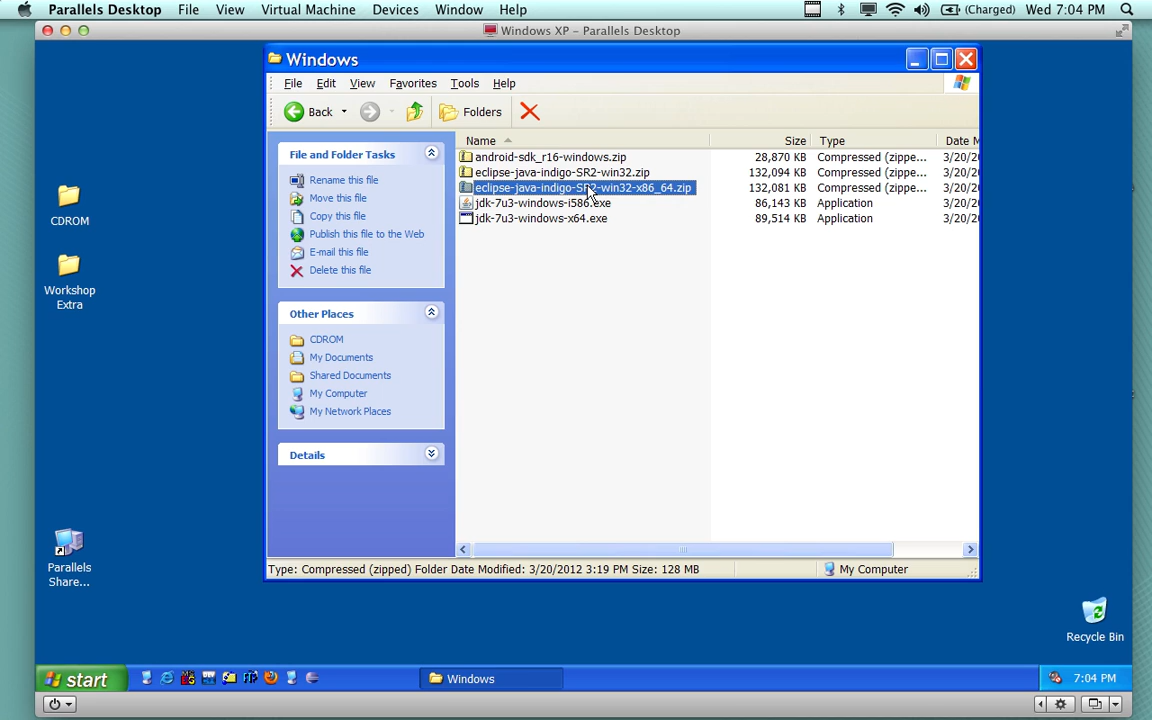 Parallels Desktop File View Virtual Machine Devices Window Help (Charged) Wed 7:04 PM
Windows XP - Parallels Desktop
Windows
File Edit View Favorites Tools Help
Back Folders
Name Size Type Date M
File and Folder Tasks
Rename this file
Move this file
Copy this file
Publish this file to the Web
E-mail this file
Delete this file
Other Places
CDROM
My Documents
Shared Documents
My Computer
My Network Places
Details
android-sdk_r16-windows.zip 28,870 KB Compressed (zippe... 3/20/20
eclipse-java-indigo-SR2-win32.zip 132,094 KB Compressed (zippe... 3/20/20
eclipse-java-indigo-SR2-win32-x86_64.zip 132,081 KB Compressed (zippe... 3/20/20
jdk-7u3-windows-i586.exe 86,143 KB Application 3/20/20
jdk-7u3-windows-x64.exe 89,514 KB Application 3/20/20
Type: Compressed (zipped) Folder Date Modified: 3/20/2012 3:19 PM Size: 128 MB My Computer
CDROM
Workshop
Extra
Parallels
Share...
Recycle Bin
start Windows 7:04 PM